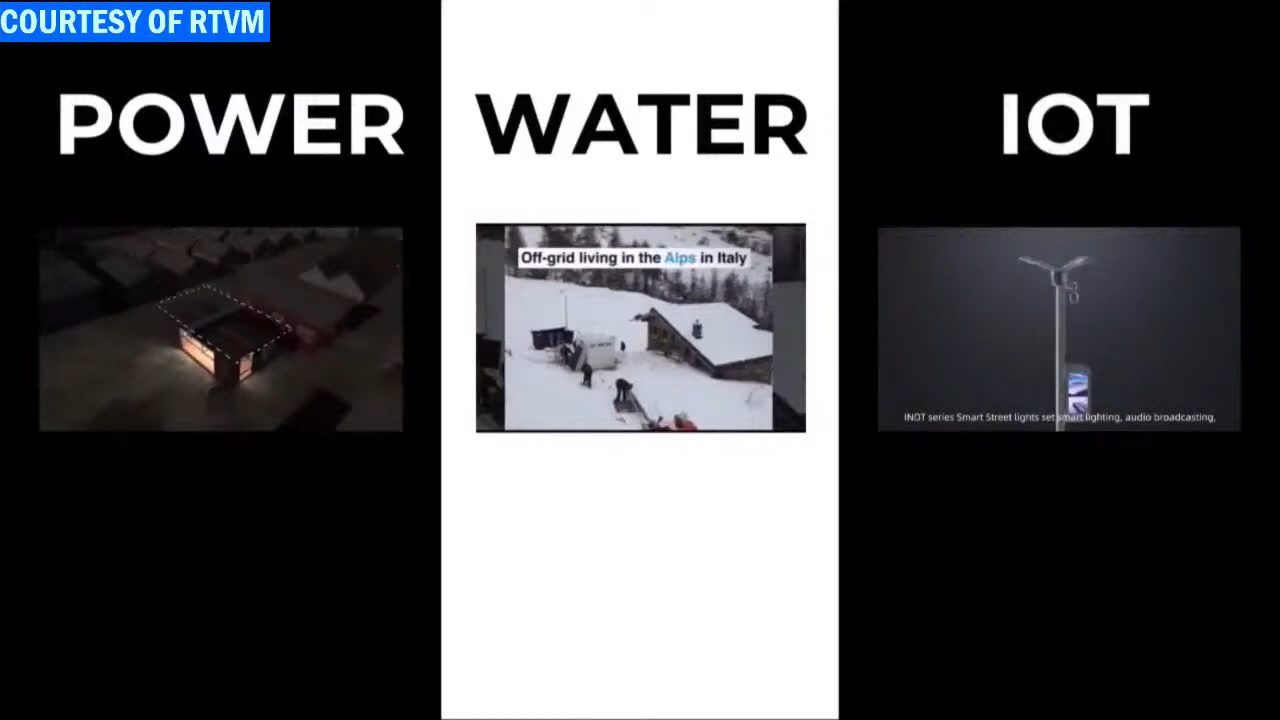 COURTESY OF RTVM
POWER
WATER
IOT
Off-grid living in the Alps in Italy
INOT series Smart Street lights set smart lighting, audio broadcasting,